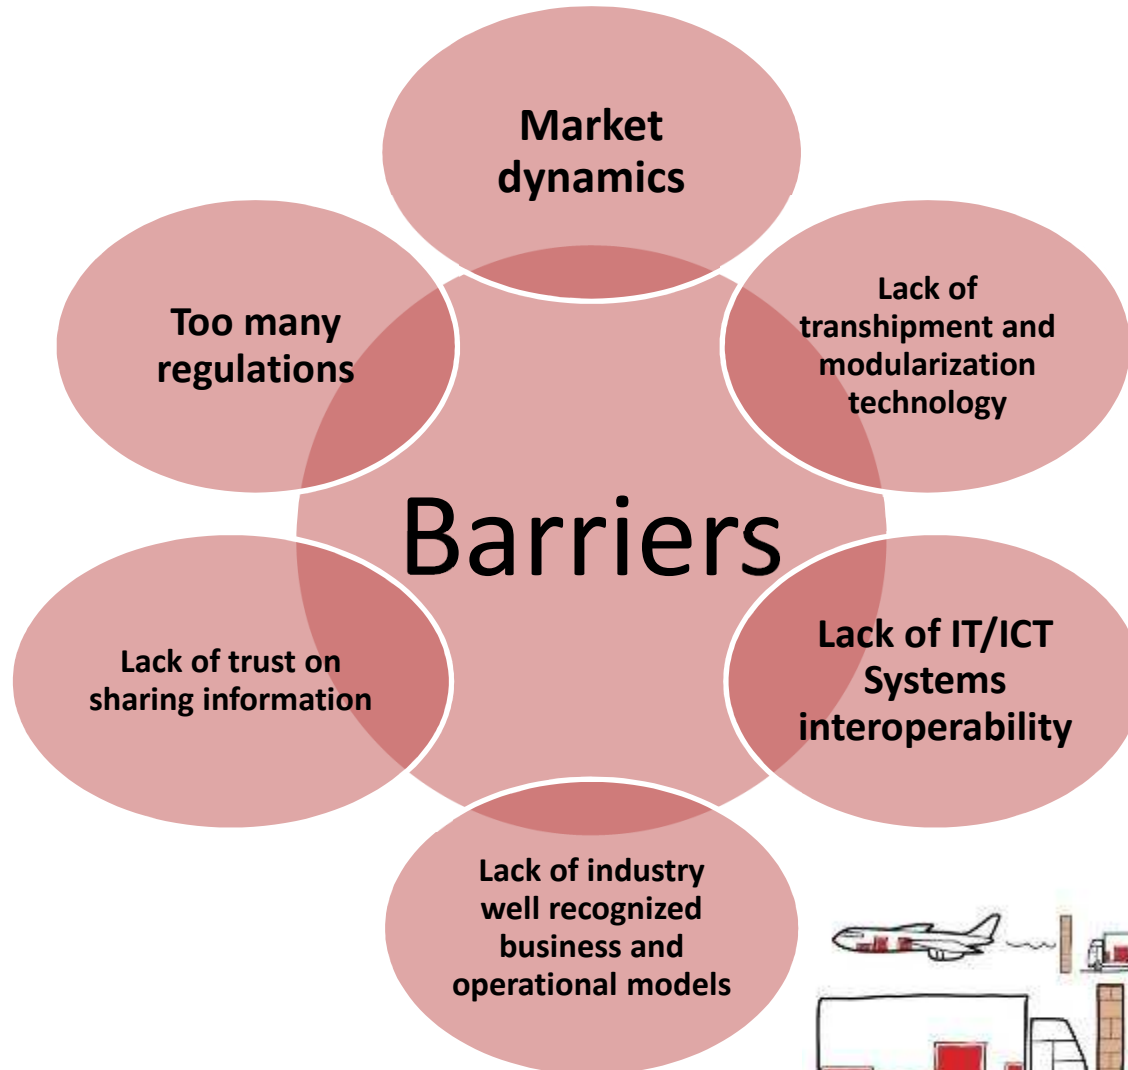 Market
dynamics
Lack of
transhipment and
modularization
technology
Too many
regulations
Barriers
Lack of IT/ICT
Systems
interoperability
Lack of trust on
sharing information
Lack of industry
well recognized
business and
operational models